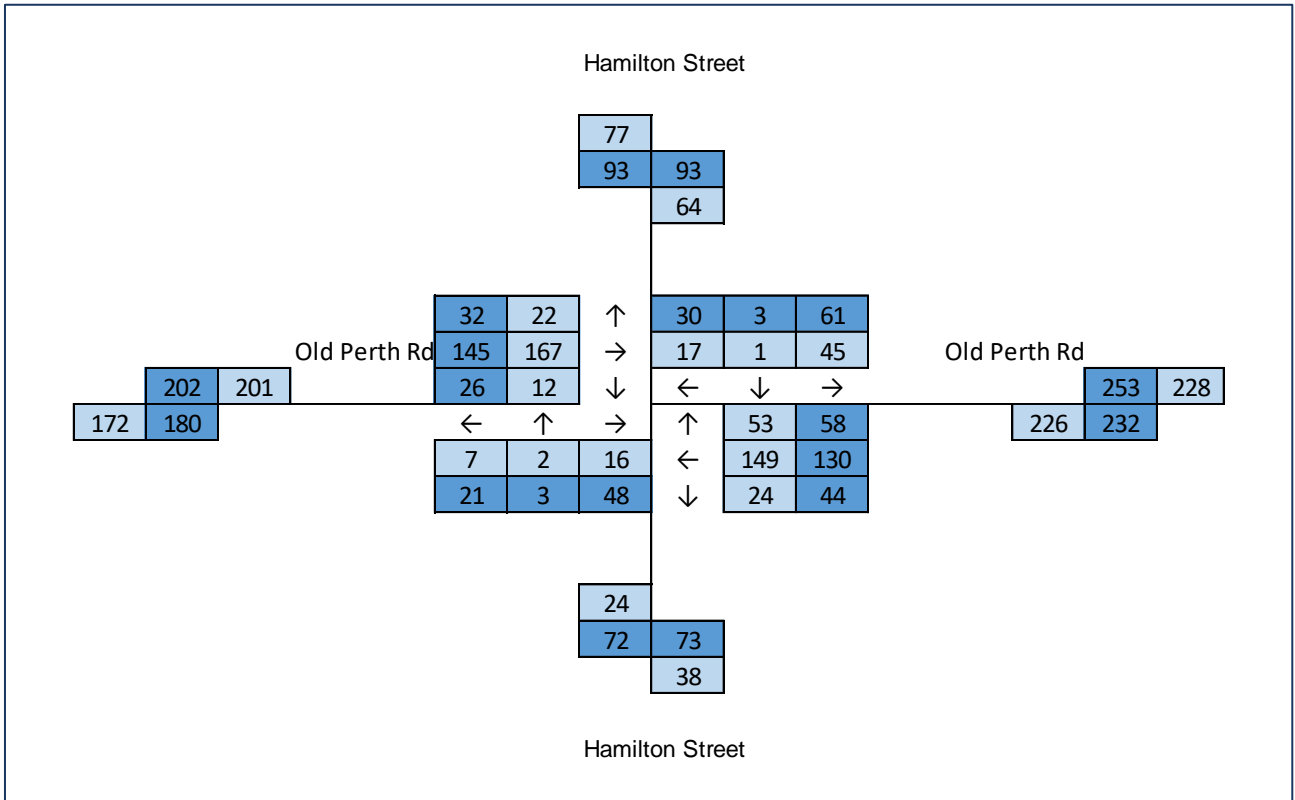 Hamilton Street
77
93 93
64
32 22 ↑ 30 3 61
Old Perth Rd 145 167 → 17 1 45 Old Perth Rd
202 201 26 12 ↓ ← ↓ → 253 228
172 180 ← ↑ → ↑ 53 58 226 232
7 2 16 ← 149 130
21 3 48 ↓ 24 44
24
72 73
38
Hamilton Street